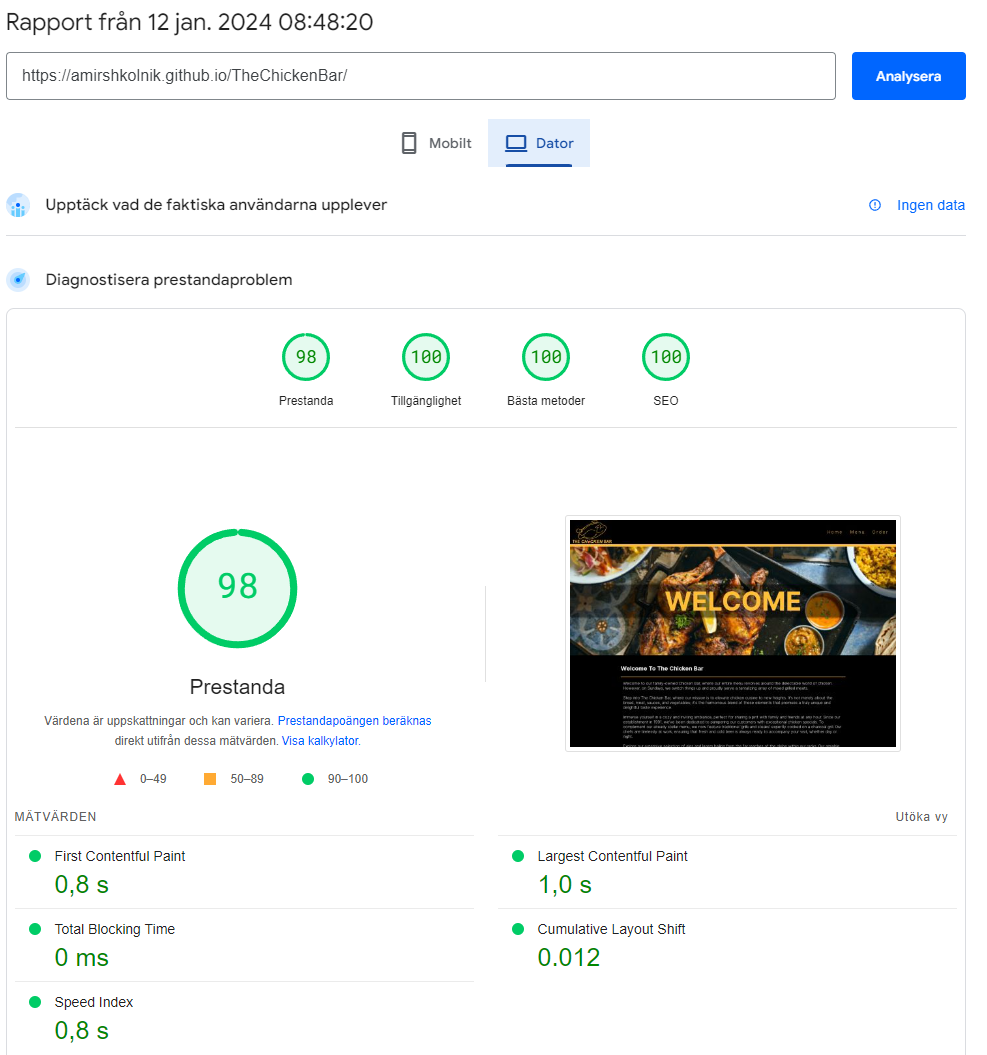 Rapport från 12 jan. 2024 08:48:20
https://amirshkolnik.github.io/TheChickenBar/
Analysera
Mobilt
Dator
Upptäck vad de faktiska användarna upplever
Ingen data
Diagnostisera prestandaproblem
98
100
100
100
Prestanda
Tillgänglighet
Bästa metoder
SEO
98
Prestanda
Värdena är uppskattningar och kan variera. Prestandapoängen beräknas
direkt utifrån dessa mätvärden. Visa kalkylator.
0–49
50–89
90–100
THE CHICKEN BAR
Home Menu Order
WELCOME
Welcome To The Chicken Bar
MÄTVÄRDEN
Utöka vy
First Contentful Paint
0,8 s
Largest Contentful Paint
1,0 s
Total Blocking Time
0 ms
Cumulative Layout Shift
0.012
Speed Index
0,8 s